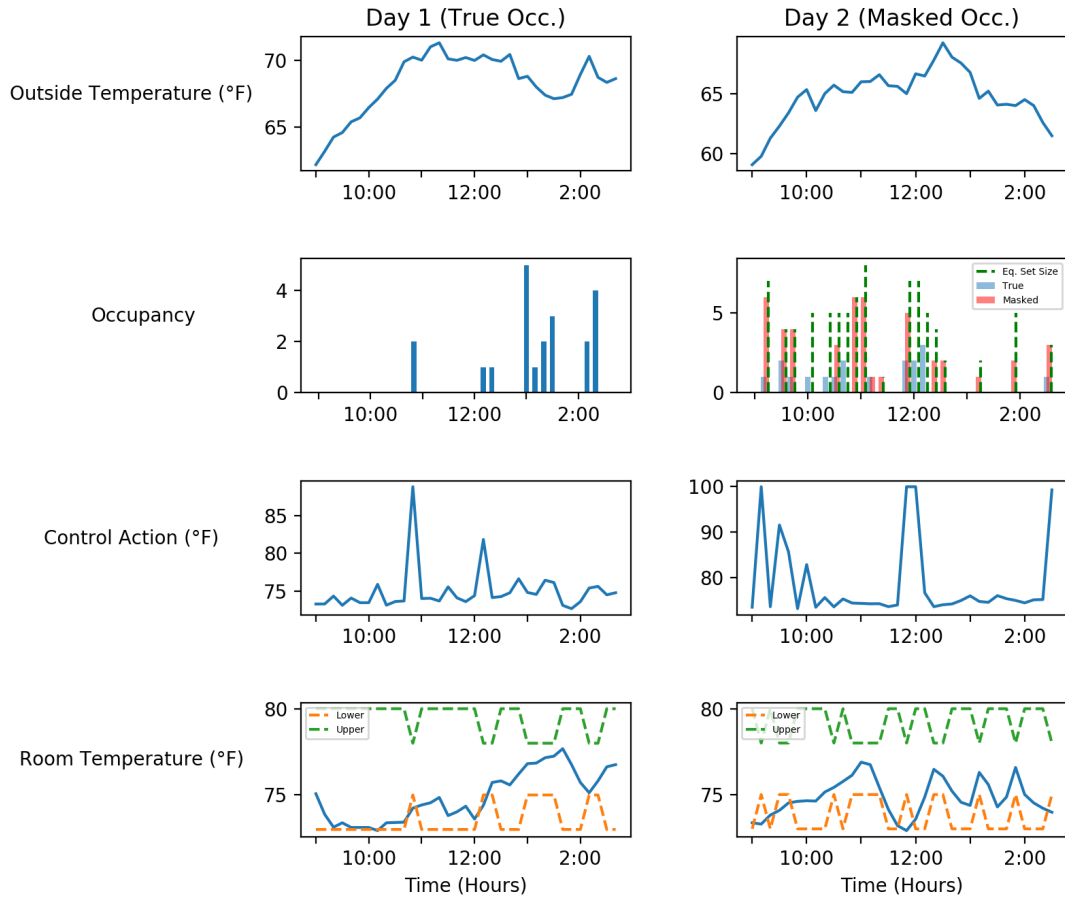 Day 1 (True Occ.)
Day 2 (Masked Occ.)
Outside Temperature (°F)
70
65
10:00
12:00
2:00
65
60
10:00
12:00
2:00
Occupancy
4
2
0
10:00
12:00
2:00
5
0
Eq. Set Size
True
Masked
10:00
12:00
2:00
Control Action (°F)
85
80
75
10:00
12:00
2:00
100
90
80
10:00
12:00
2:00
Room Temperature (°F)
80
75
Lower
Upper
10:00
12:00
2:00
Time (Hours)
80
75
Lower
Upper
10:00
12:00
2:00
Time (Hours)